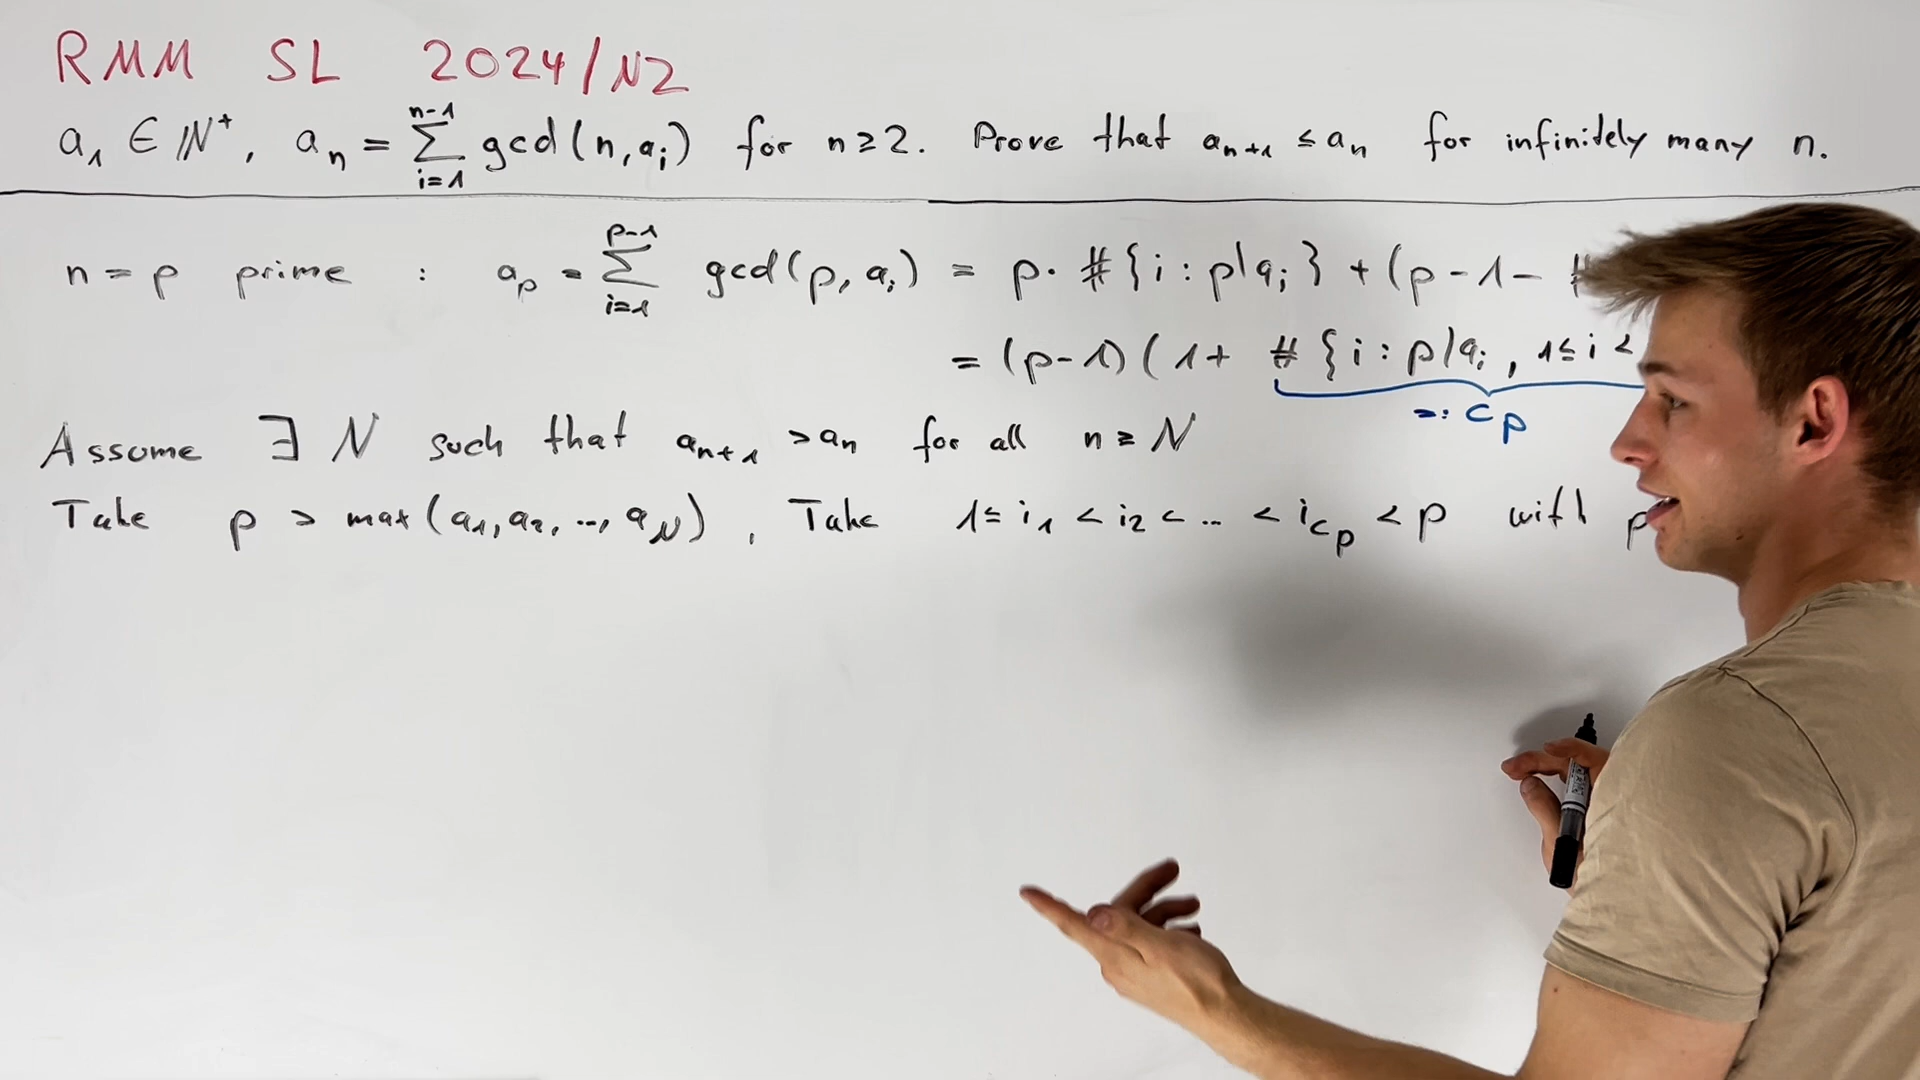 RMM SL 2024/N2
a₁ ∈ ℕ⁺, aₙ = ∑_{i=1}^{n-1} gcd(n, aᵢ) for n≥2. Prove that aₙ₊₁ ≤ aₙ for infinitely many n.
n = p prime : a_p = ∑_{i=1}^{p-1} gcd(p, aᵢ) = p · #{i : p|aᵢ} + (p-1-#
= (p-1)(1+ #{i : p|aᵢ, 1≤i<
=: c_p
Assume ∃ N such that aₙ₊₁ > aₙ for all n ≥ N
Take p > max(a₁, a₂, ..., a_N), Take 1≤ i₁ < i₂ < ... < i_{c_p} < p with p